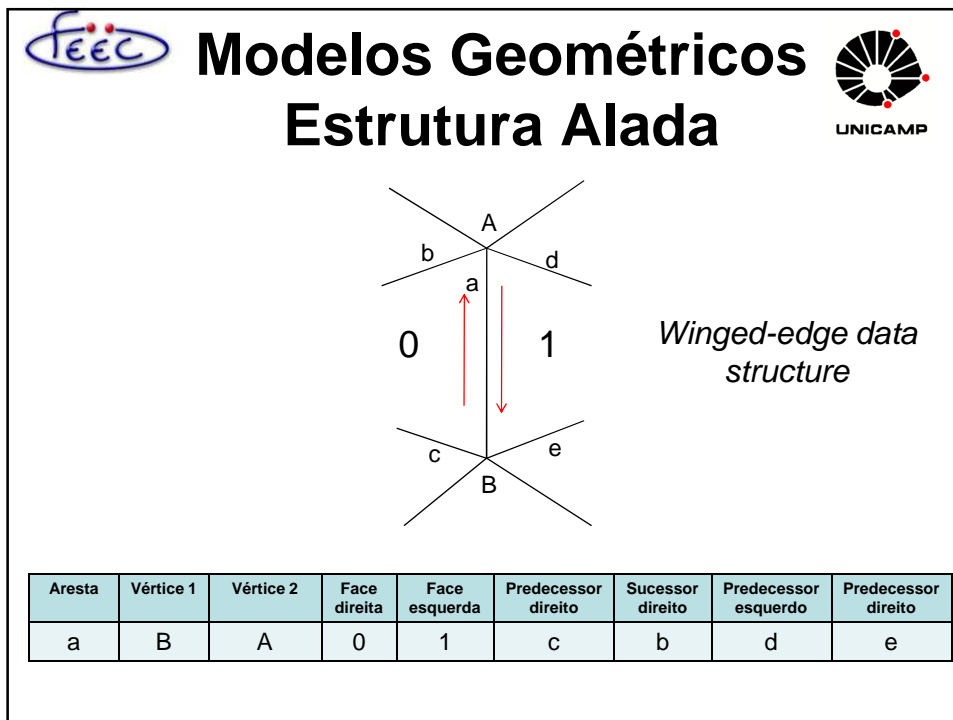 feec
Modelos Geométricos
Estrutura Alada
UNICAMP
A
b
d
a
0
1
Winged-edge data
structure
c
e
B
Aresta Vértice 1 Vértice 2 Face direita Face esquerda Predecessor direito Sucessor direito Predecessor esquerdo Predecessor direito
a B A 0 1 c b d e